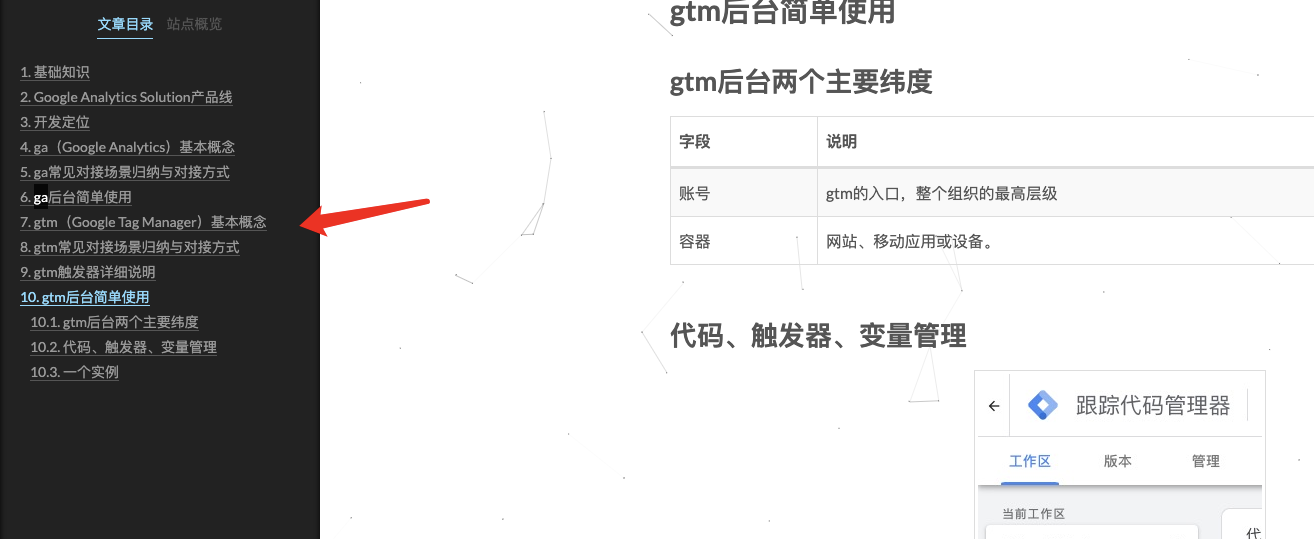 文章目录 站点概览
1. 基础知识
2. Google Analytics Solution产品线
3. 开发定位
4. ga（Google Analytics）基本概念
5. ga常见对接场景归纳与对接方式
6. ga后台简单使用
7. gtm（Google Tag Manager）基本概念
8. gtm常见对接场景归纳与对接方式
9. gtm触发器详细说明
10. gtm后台简单使用
10.1. gtm后台两个主要纬度
10.2. 代码、触发器、变量管理
10.3. 一个实例
gtm后台简单使用
gtm后台两个主要纬度
字段 说明
账号 gtm的入口，整个组织的最高层级
容器 网站、移动应用或设备。
代码、触发器、变量管理
跟踪代码管理器
工作区 版本 管理
当前工作区
代